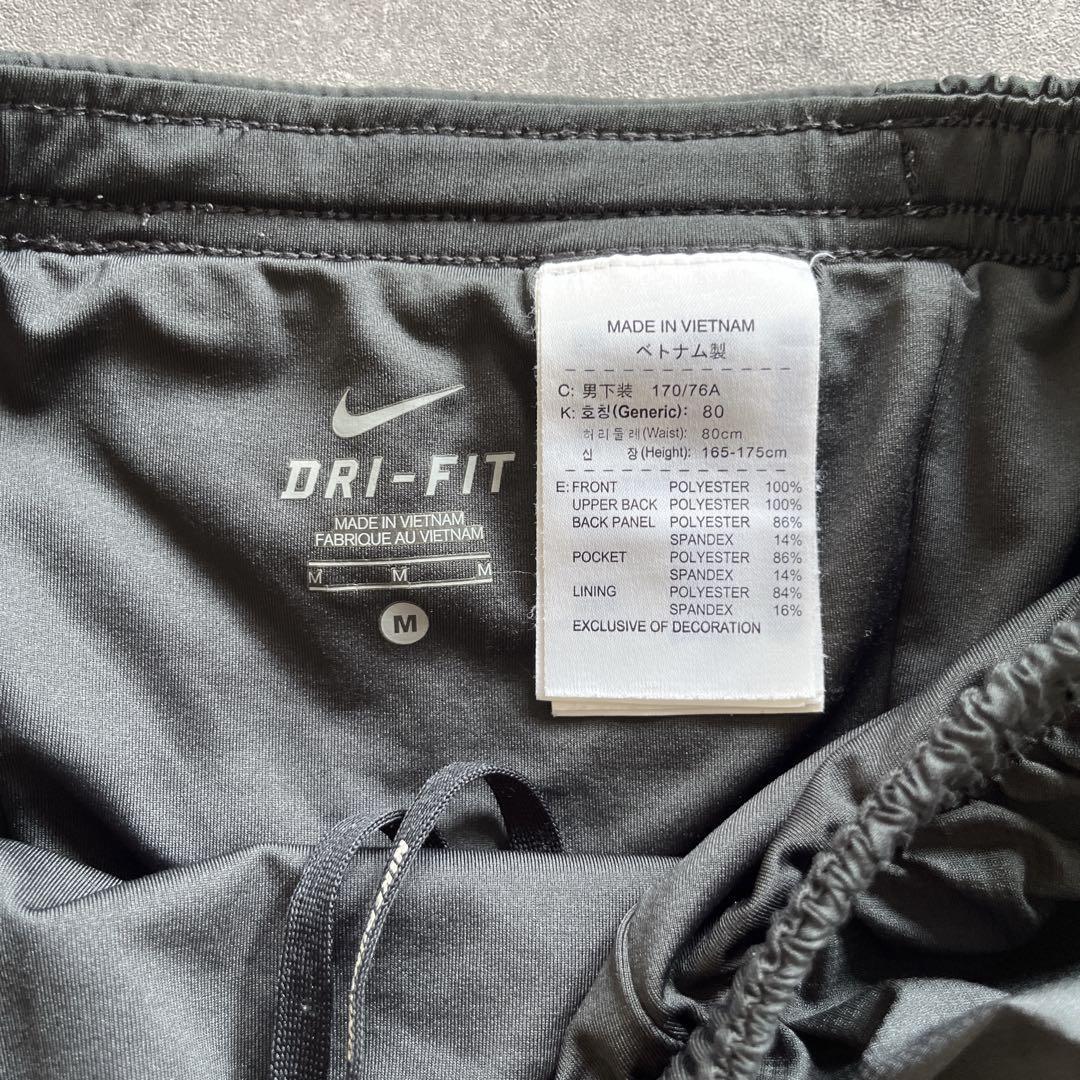 DRI-FIT
MADE IN VIETNAM
FABRIQUE AU VIETNAM
M M M
M
MADE IN VIETNAM
ベトナム製
C: 男下装 170/76A
K: 호칭(Generic): 80
허리둘레(Waist): 80cm
신 장(Height): 165-175cm
E: FRONT POLYESTER 100%
UPPER BACK POLYESTER 100%
BACK PANEL POLYESTER 86%
SPANDEX 14%
POCKET POLYESTER 86%
SPANDEX 14%
LINING POLYESTER 84%
SPANDEX 16%
EXCLUSIVE OF DECORATION